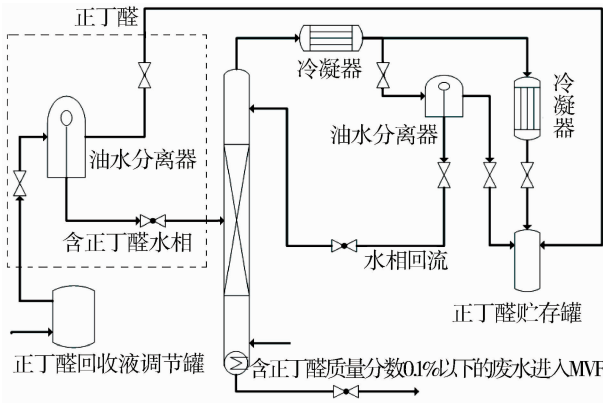 正丁醛
冷凝器
冷凝器
油水分离器
油水分离器
含正丁醛水相
水相回流
正丁醛贮存罐
正丁醛回收液调节罐
含正丁醛质量分数0.1%以下的废水进入MVR